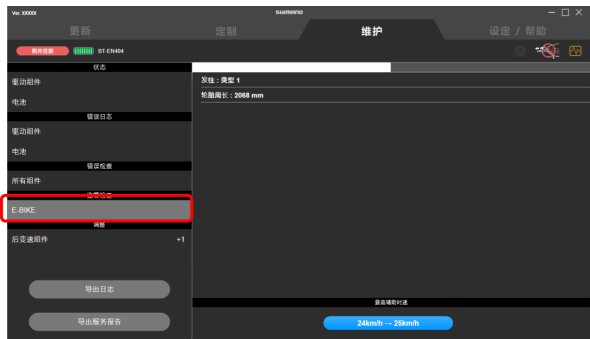 Ver. XXXXX
SHIMANO
更新
定制
维护
设定 / 帮助
断开连接
BT-EN404
状态
驱动组件
电池
错误日志
驱动组件
电池
错误检查
所有组件
E-BIKE
调整
后变速组件 +1
导出日志
导出服务报告
发往 : 类型 1
轮胎周长 : 2068 mm
最高辅助时速
24km/h → 25km/h